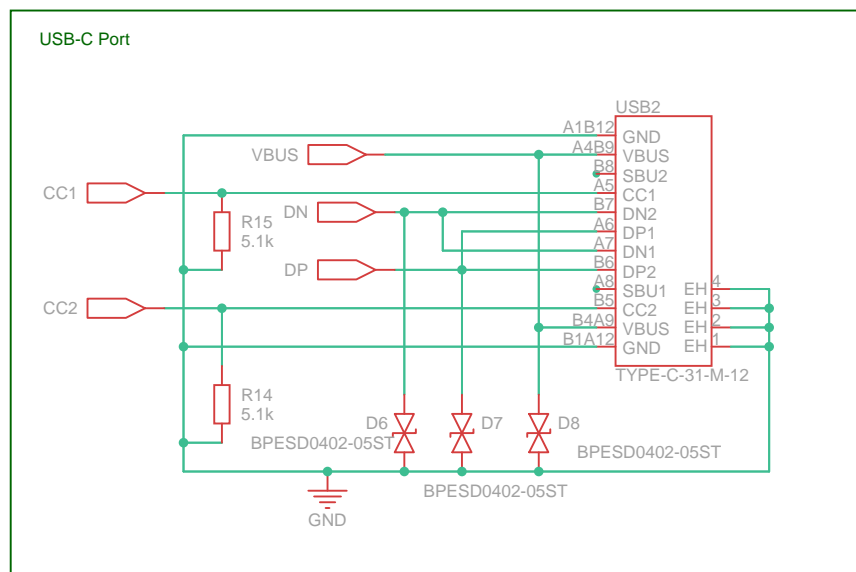 USB-C Port
USB2
A1B12 GND
VBUS A4B9 VBUS
B8 SBU2
CC1 A5 CC1
DN B7 DN2
R15 A6 DP1
5.1k A7 DN1
DP B6 DP2
A8 SBU1 EH 4
CC2 B5 CC2 EH 3
B4A9 VBUS EH 2
B1A12 GND EH 1
TYPE-C-31-M-12
R14
5.1k
D6 D7 D8
BPESD0402-05ST
BPESD0402-05ST
BPESD0402-05ST
GND